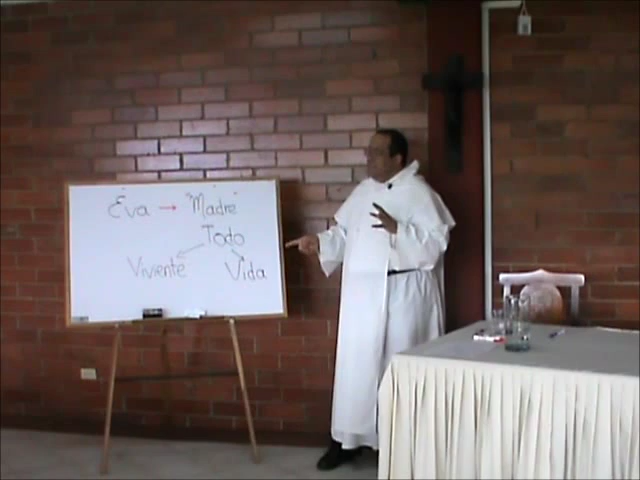 Eva → "Madre"
Todo
Viviente Vida